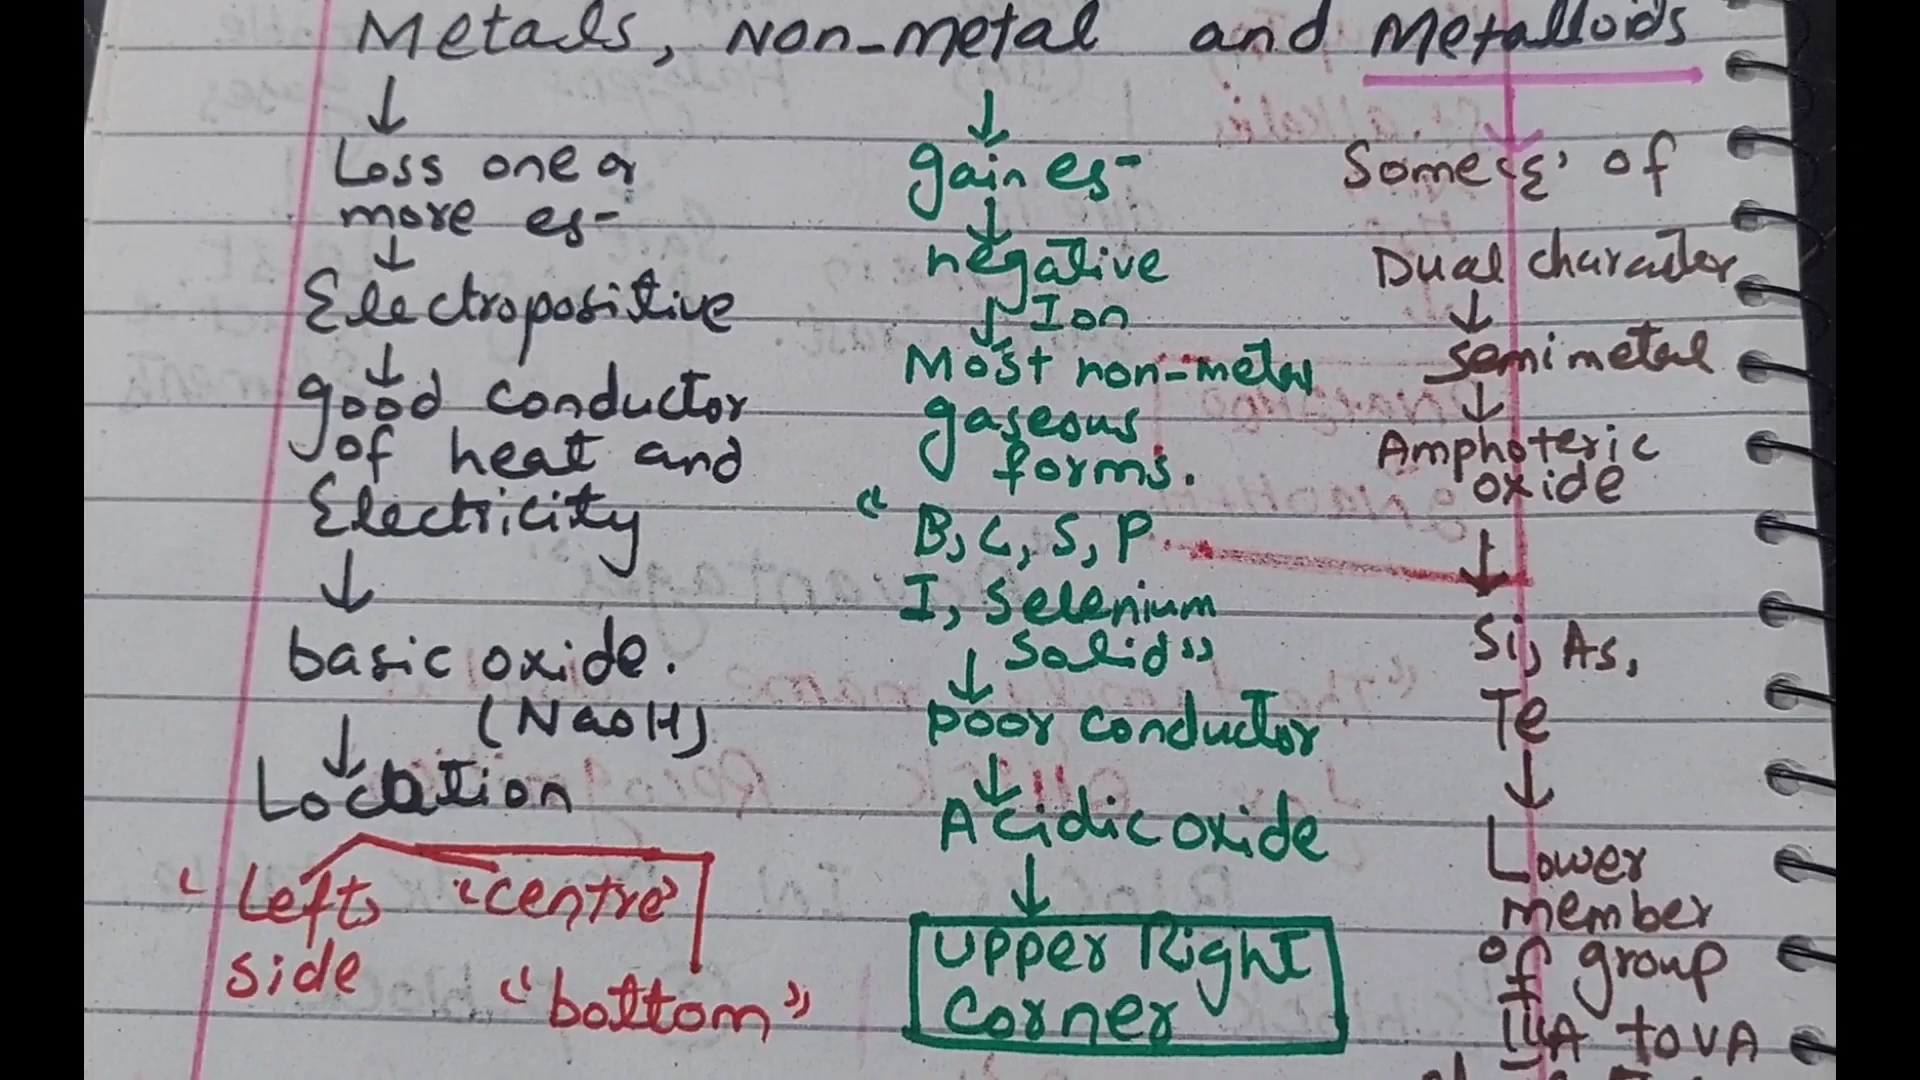 Metals, Non-metal and Metalloids
Loss one or
more es-
Electropositive
good conductor
of heat and
Electricity
basic oxide.
(NaOH)
Location
"Left, "centre"
side
"bottom"
gain es-
negative
Ion
Most non-metal
gaseous
forms.
"B, C, S, P
I, Selenium
Solid"
poor conductor
Acidic oxide
Upper Right
Corner
Some of
Dual character
semimetal
Amphoteric
oxide
Si, As,
Te
Lower
member
of group
to VA